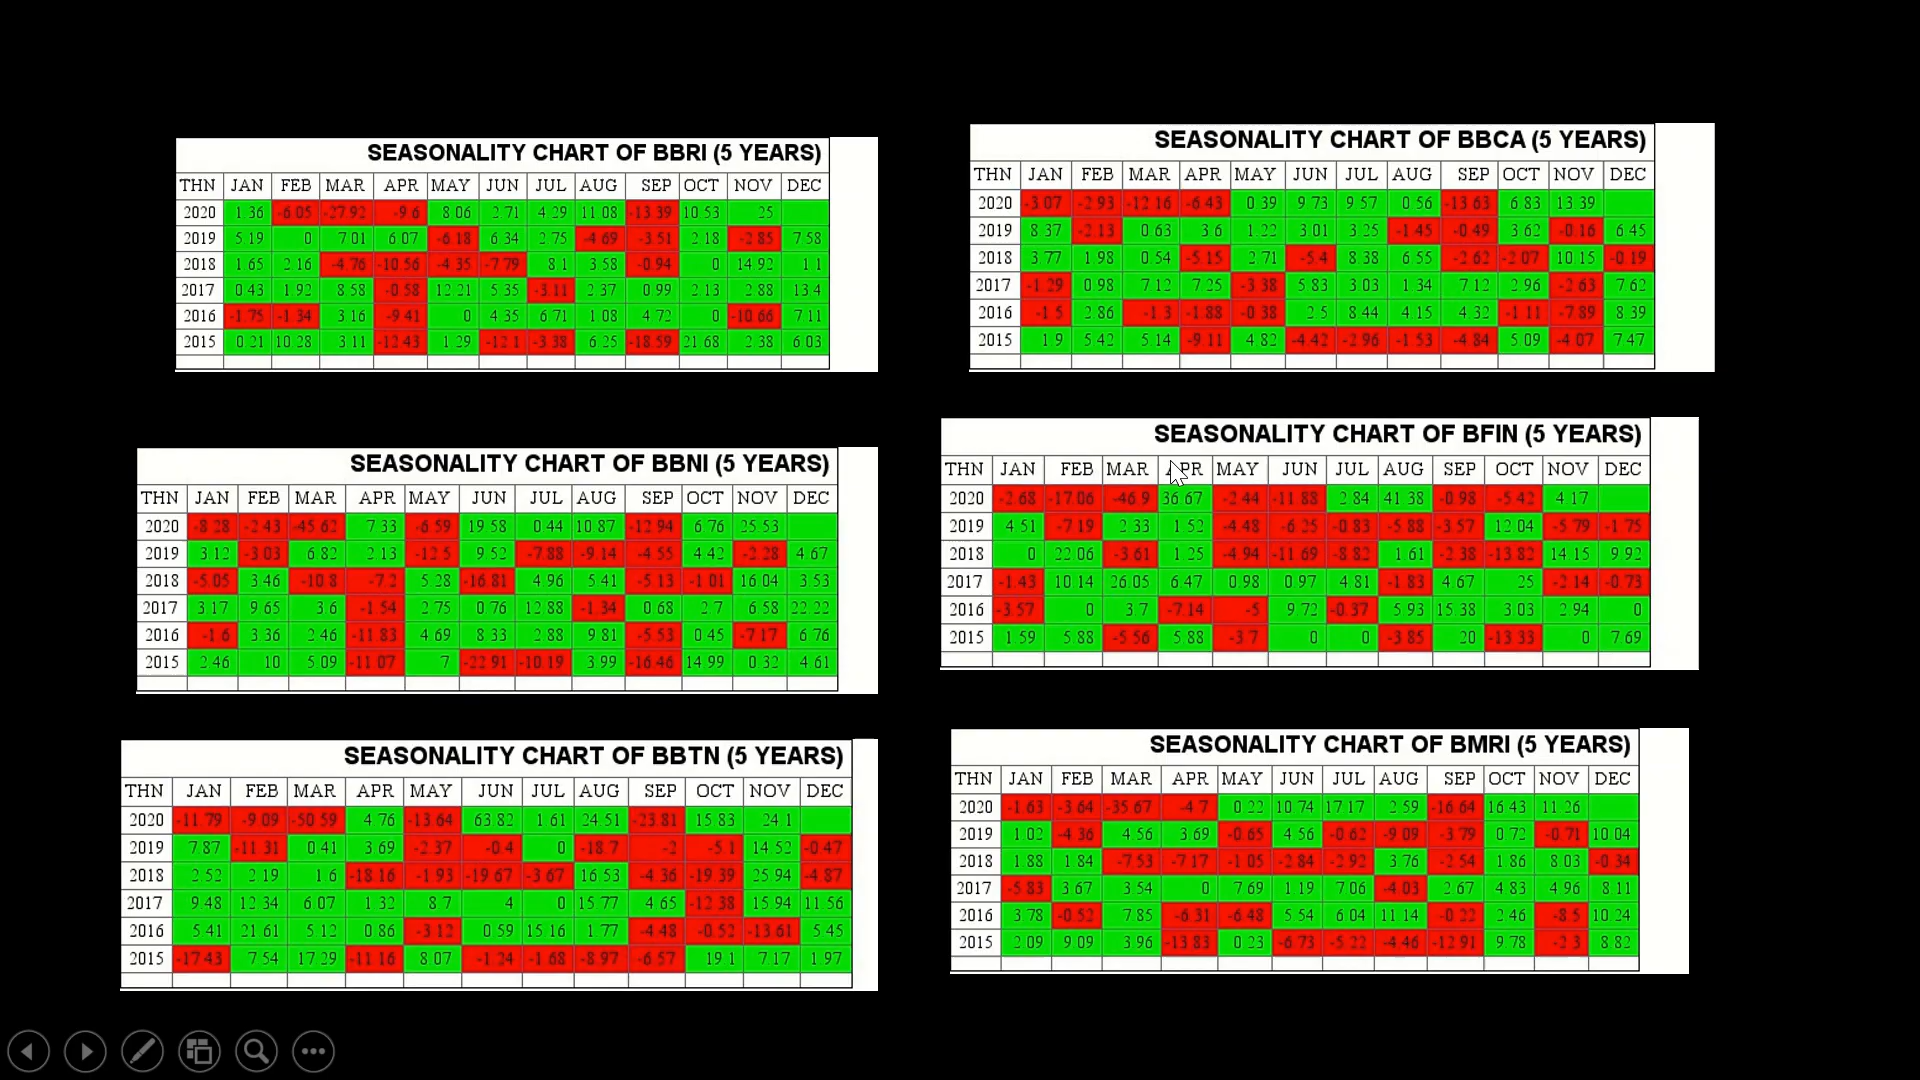 SEASONALITY CHART OF BBRI (5 YEARS)
THN JAN FEB MAR APR MAY JUN JUL AUG SEP OCT NOV DEC
2020 1.36 -6.05 -27.92 -9.6 8.06 2.71 4.29 11.08 -13.39 10.53 25
2019 5.19 0 7.01 6.07 -6.18 6.34 2.75 -4.69 -3.51 2.18 -2.85 7.58
2018 1.65 2.16 -4.76 -10.56 -4.35 -7.79 8.1 3.58 -0.94 0 14.92 1.1
2017 0.43 1.92 8.58 -0.58 12.21 5.35 -3.11 2.37 0.99 2.13 2.88 13.4
2016 -1.75 -1.34 3.16 -9.41 0 4.35 6.71 1.08 4.72 0 -10.66 7.11
2015 0.21 10.28 3.11 -12.43 1.29 -12.1 -3.38 6.25 -18.59 21.68 2.38 6.03
SEASONALITY CHART OF BBCA (5 YEARS)
THN JAN FEB MAR APR MAY JUN JUL AUG SEP OCT NOV DEC
2020 -3.07 -2.93 -12.16 -6.43 0.39 9.73 9.57 0.56 -13.63 6.83 13.39
2019 8.37 -2.13 0.63 3.6 1.22 3.01 3.25 -1.45 -0.49 3.62 -0.16 6.45
2018 3.77 1.98 0.54 -5.15 2.71 -5.4 8.38 6.55 -2.62 -2.07 10.15 -0.19
2017 -1.29 0.98 7.12 7.25 -3.38 5.83 3.03 1.34 7.12 2.96 -2.63 7.62
2016 -1.5 2.86 -1.3 -1.88 -0.38 2.5 8.44 4.15 4.32 -1.11 -7.89 8.39
2015 1.9 5.42 5.14 -9.11 4.82 -4.42 -2.96 -1.53 -4.84 5.09 -4.07 7.47
SEASONALITY CHART OF BBNI (5 YEARS)
THN JAN FEB MAR APR MAY JUN JUL AUG SEP OCT NOV DEC
2020 -8.28 -2.43 -45.62 7.33 -6.59 19.58 0.44 10.87 -12.94 6.76 25.53
2019 3.12 -3.03 6.82 2.13 -12.5 9.52 -7.88 -9.14 -4.55 4.42 -2.28 4.67
2018 -5.05 3.46 -10.8 -7.2 5.28 -16.81 4.96 5.41 -5.13 -1.01 16.04 3.53
2017 3.17 9.65 3.6 -1.54 2.75 0.76 12.88 -1.34 0.68 2.7 6.58 22.22
2016 -1.6 3.36 2.46 -11.83 4.69 8.33 2.88 9.81 -5.53 0.45 -7.17 6.76
2015 2.46 10 5.09 -11.07 7 -22.91 -10.19 3.99 -16.46 14.99 0.32 4.61
SEASONALITY CHART OF BFIN (5 YEARS)
THN JAN FEB MAR APR MAY JUN JUL AUG SEP OCT NOV DEC
2020 -2.68 -17.06 -46.9 36.67 -2.44 -11.88 2.84 41.38 -0.98 -5.42 4.17
2019 4.51 -7.19 2.33 1.52 -4.48 -6.25 -0.83 -5.88 -3.57 12.04 -5.79 -1.75
2018 0 22.06 -3.61 1.25 -4.94 -11.69 -8.82 1.61 -2.38 -13.82 14.15 9.92
2017 -1.43 10.14 26.05 6.47 0.98 0.97 4.81 -1.83 4.67 25 -2.14 -0.73
2016 -3.57 0 3.7 -7.14 -5 9.72 -0.37 5.93 15.38 3.03 2.94 0
2015 1.59 5.88 -5.56 5.88 -3.7 0 0 -3.85 20 -13.33 0 7.69
SEASONALITY CHART OF BBTN (5 YEARS)
THN JAN FEB MAR APR MAY JUN JUL AUG SEP OCT NOV DEC
2020 -11.79 -9.09 -50.59 4.76 -13.64 63.82 1.61 24.51 -23.81 15.83 24.1
2019 7.87 -11.31 0.41 3.69 -2.37 -0.4 0 -18.7 -2 -5.1 14.52 -0.47
2018 2.52 2.19 1.6 -18.16 -1.93 -19.67 -3.67 16.53 -4.36 -19.39 25.94 -4.87
2017 9.48 12.34 6.07 1.32 8.7 4 0 15.77 4.65 -12.38 15.94 11.56
2016 5.41 21.61 5.12 0.86 -3.12 0.59 15.16 1.77 -4.48 -0.52 -13.61 5.45
2015 -17.43 7.54 17.29 -11.16 8.07 -1.24 -1.68 -8.97 -6.57 19.1 7.17 1.97
SEASONALITY CHART OF BMRI (5 YEARS)
THN JAN FEB MAR APR MAY JUN JUL AUG SEP OCT NOV DEC
2020 -1.63 -3.64 -35.67 -4.7 0.22 10.74 17.17 2.59 -16.64 16.43 11.26
2019 1.02 -4.36 4.56 3.69 -0.65 4.56 -0.62 -9.09 -3.79 0.72 -0.71 10.04
2018 1.88 1.84 -7.53 -7.17 -1.05 -2.84 -2.92 3.76 -2.54 1.86 8.03 -0.34
2017 -5.83 3.67 3.54 0 7.69 1.19 7.06 -4.03 2.67 4.83 4.96 8.11
2016 3.78 -0.52 7.85 -6.31 -6.48 5.54 6.04 11.14 -0.22 2.46 -8.5 10.24
2015 2.09 9.09 3.96 -13.83 0.23 -6.73 -5.22 -4.46 -12.91 9.78 -2.3 8.82